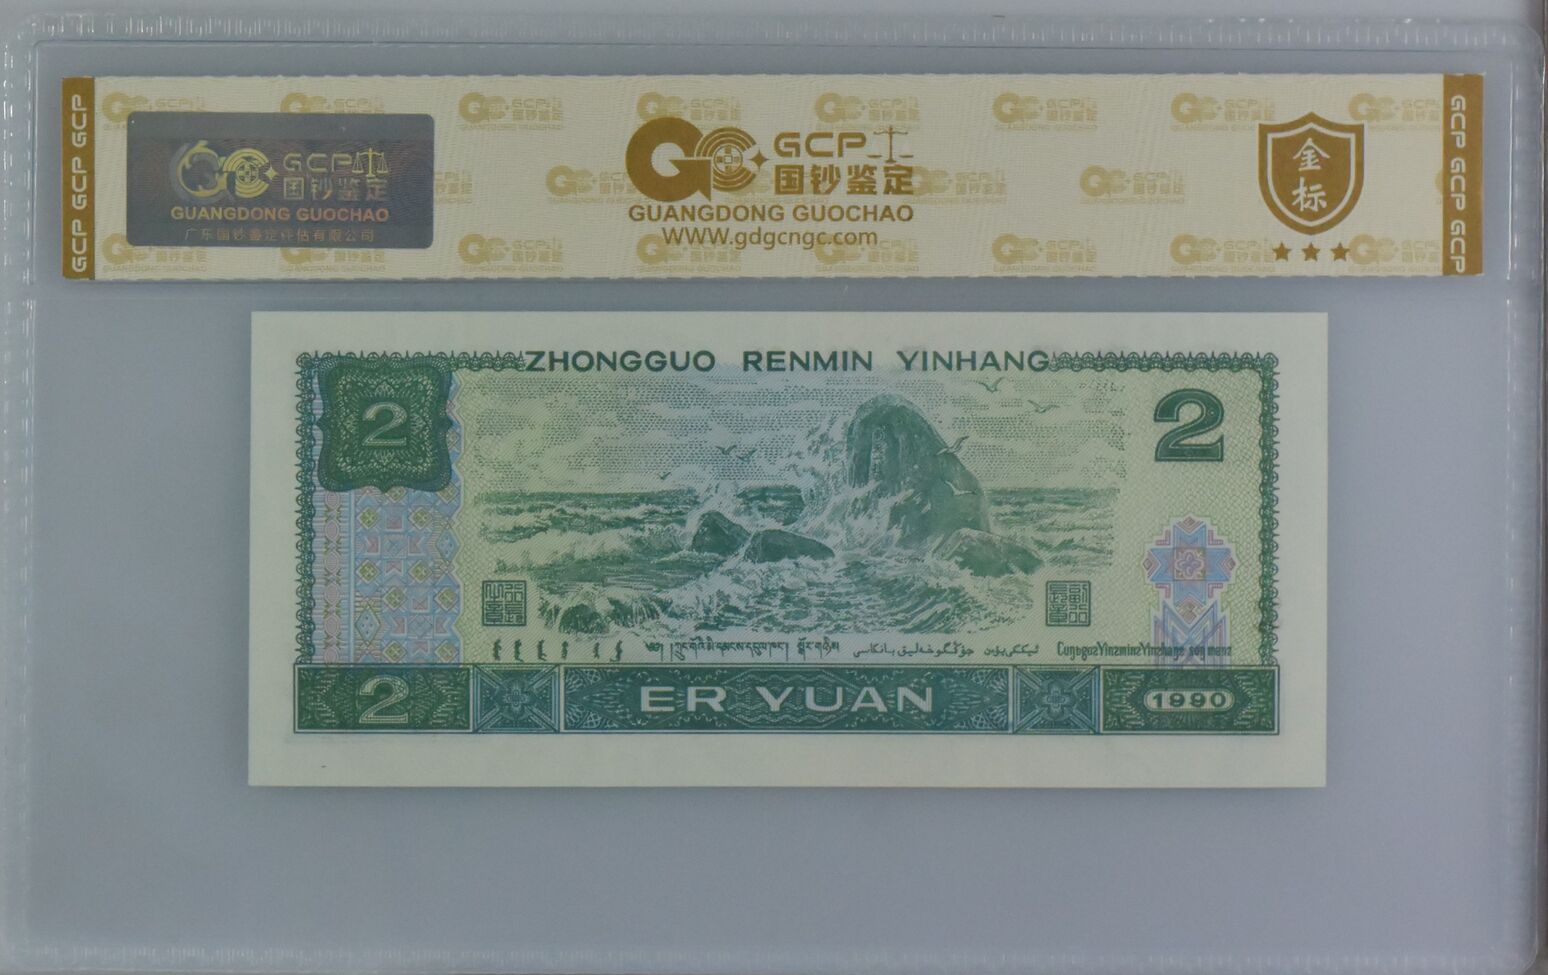 GCP GCP GCP
GCP
国钞鉴定
GUANGDONG GUOCHAO
广东国钞鉴定评估有限公司
GCP
国钞鉴定
GUANGDONG GUOCHAO
WWW.gdgcngc.com
金标
GCP GCP GCP
ZHONGGUO RENMIN YINHANG
2
2
2
ER YUAN
1990